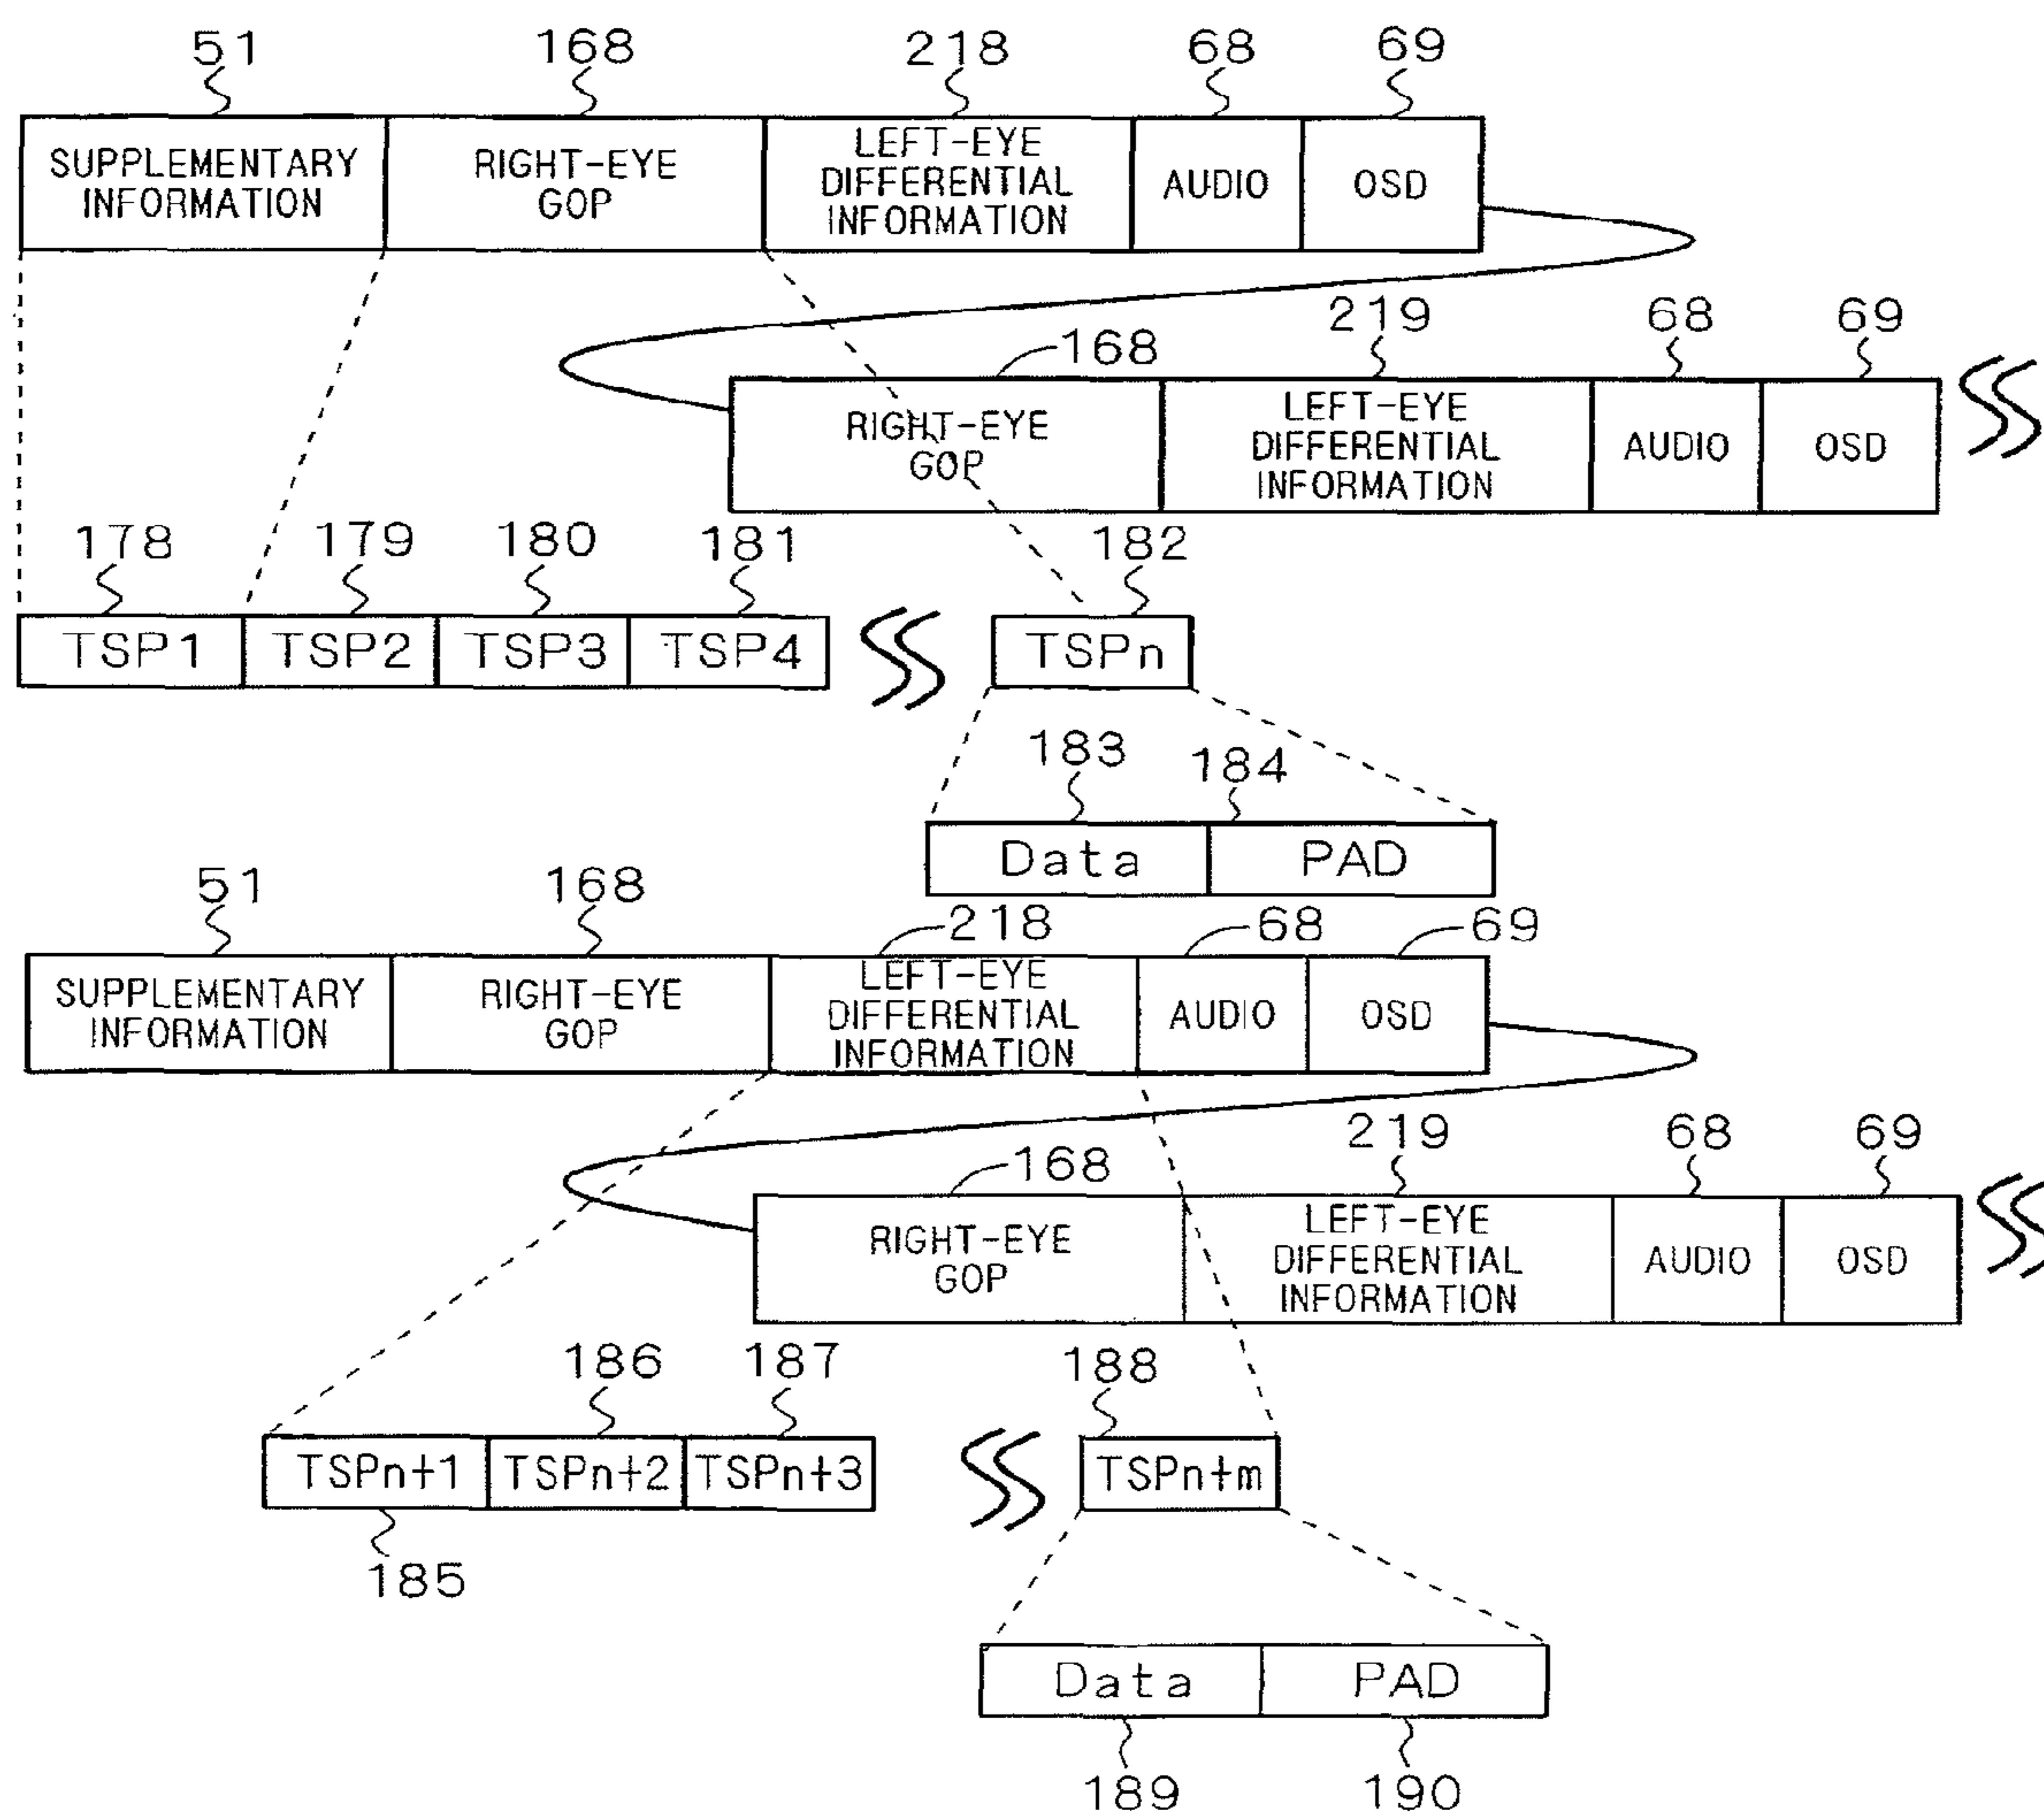 51 168 218 68 69
SUPPLEMENTARY
INFORMATION
RIGHT-EYE
GOP
LEFT-EYE
DIFFERENTIAL
INFORMATION
AUDIO
OSD
168 219 68 69
RIGHT-EYE
GOP
LEFT-EYE
DIFFERENTIAL
INFORMATION
AUDIO
OSD
178 179 180 181 182
TSP1 TSP2 TSP3 TSP4 TSPn
183 184
Data PAD
51 168 218 68 69
SUPPLEMENTARY
INFORMATION
RIGHT-EYE
GOP
LEFT-EYE
DIFFERENTIAL
INFORMATION
AUDIO
OSD
168 219 68 69
RIGHT-EYE
GOP
LEFT-EYE
DIFFERENTIAL
INFORMATION
AUDIO
OSD
186 187 188
TSPn+1 TSPn+2 TSPn+3 TSPn+m
185
Data PAD
189 190